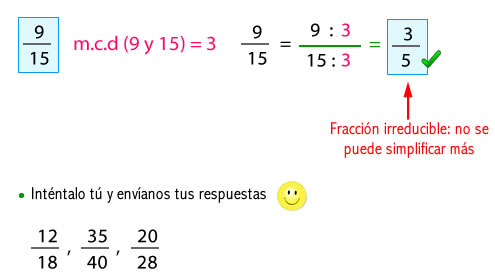 9/15 m.c.d (9 y 15) = 3 9/15 = 9 : 3/15 : 3 = 3/5
Fracción irreducible: no se
puede simplificar más
• Inténtalo tú y envíanos tus respuestas
12/18 , 35/40 , 20/28